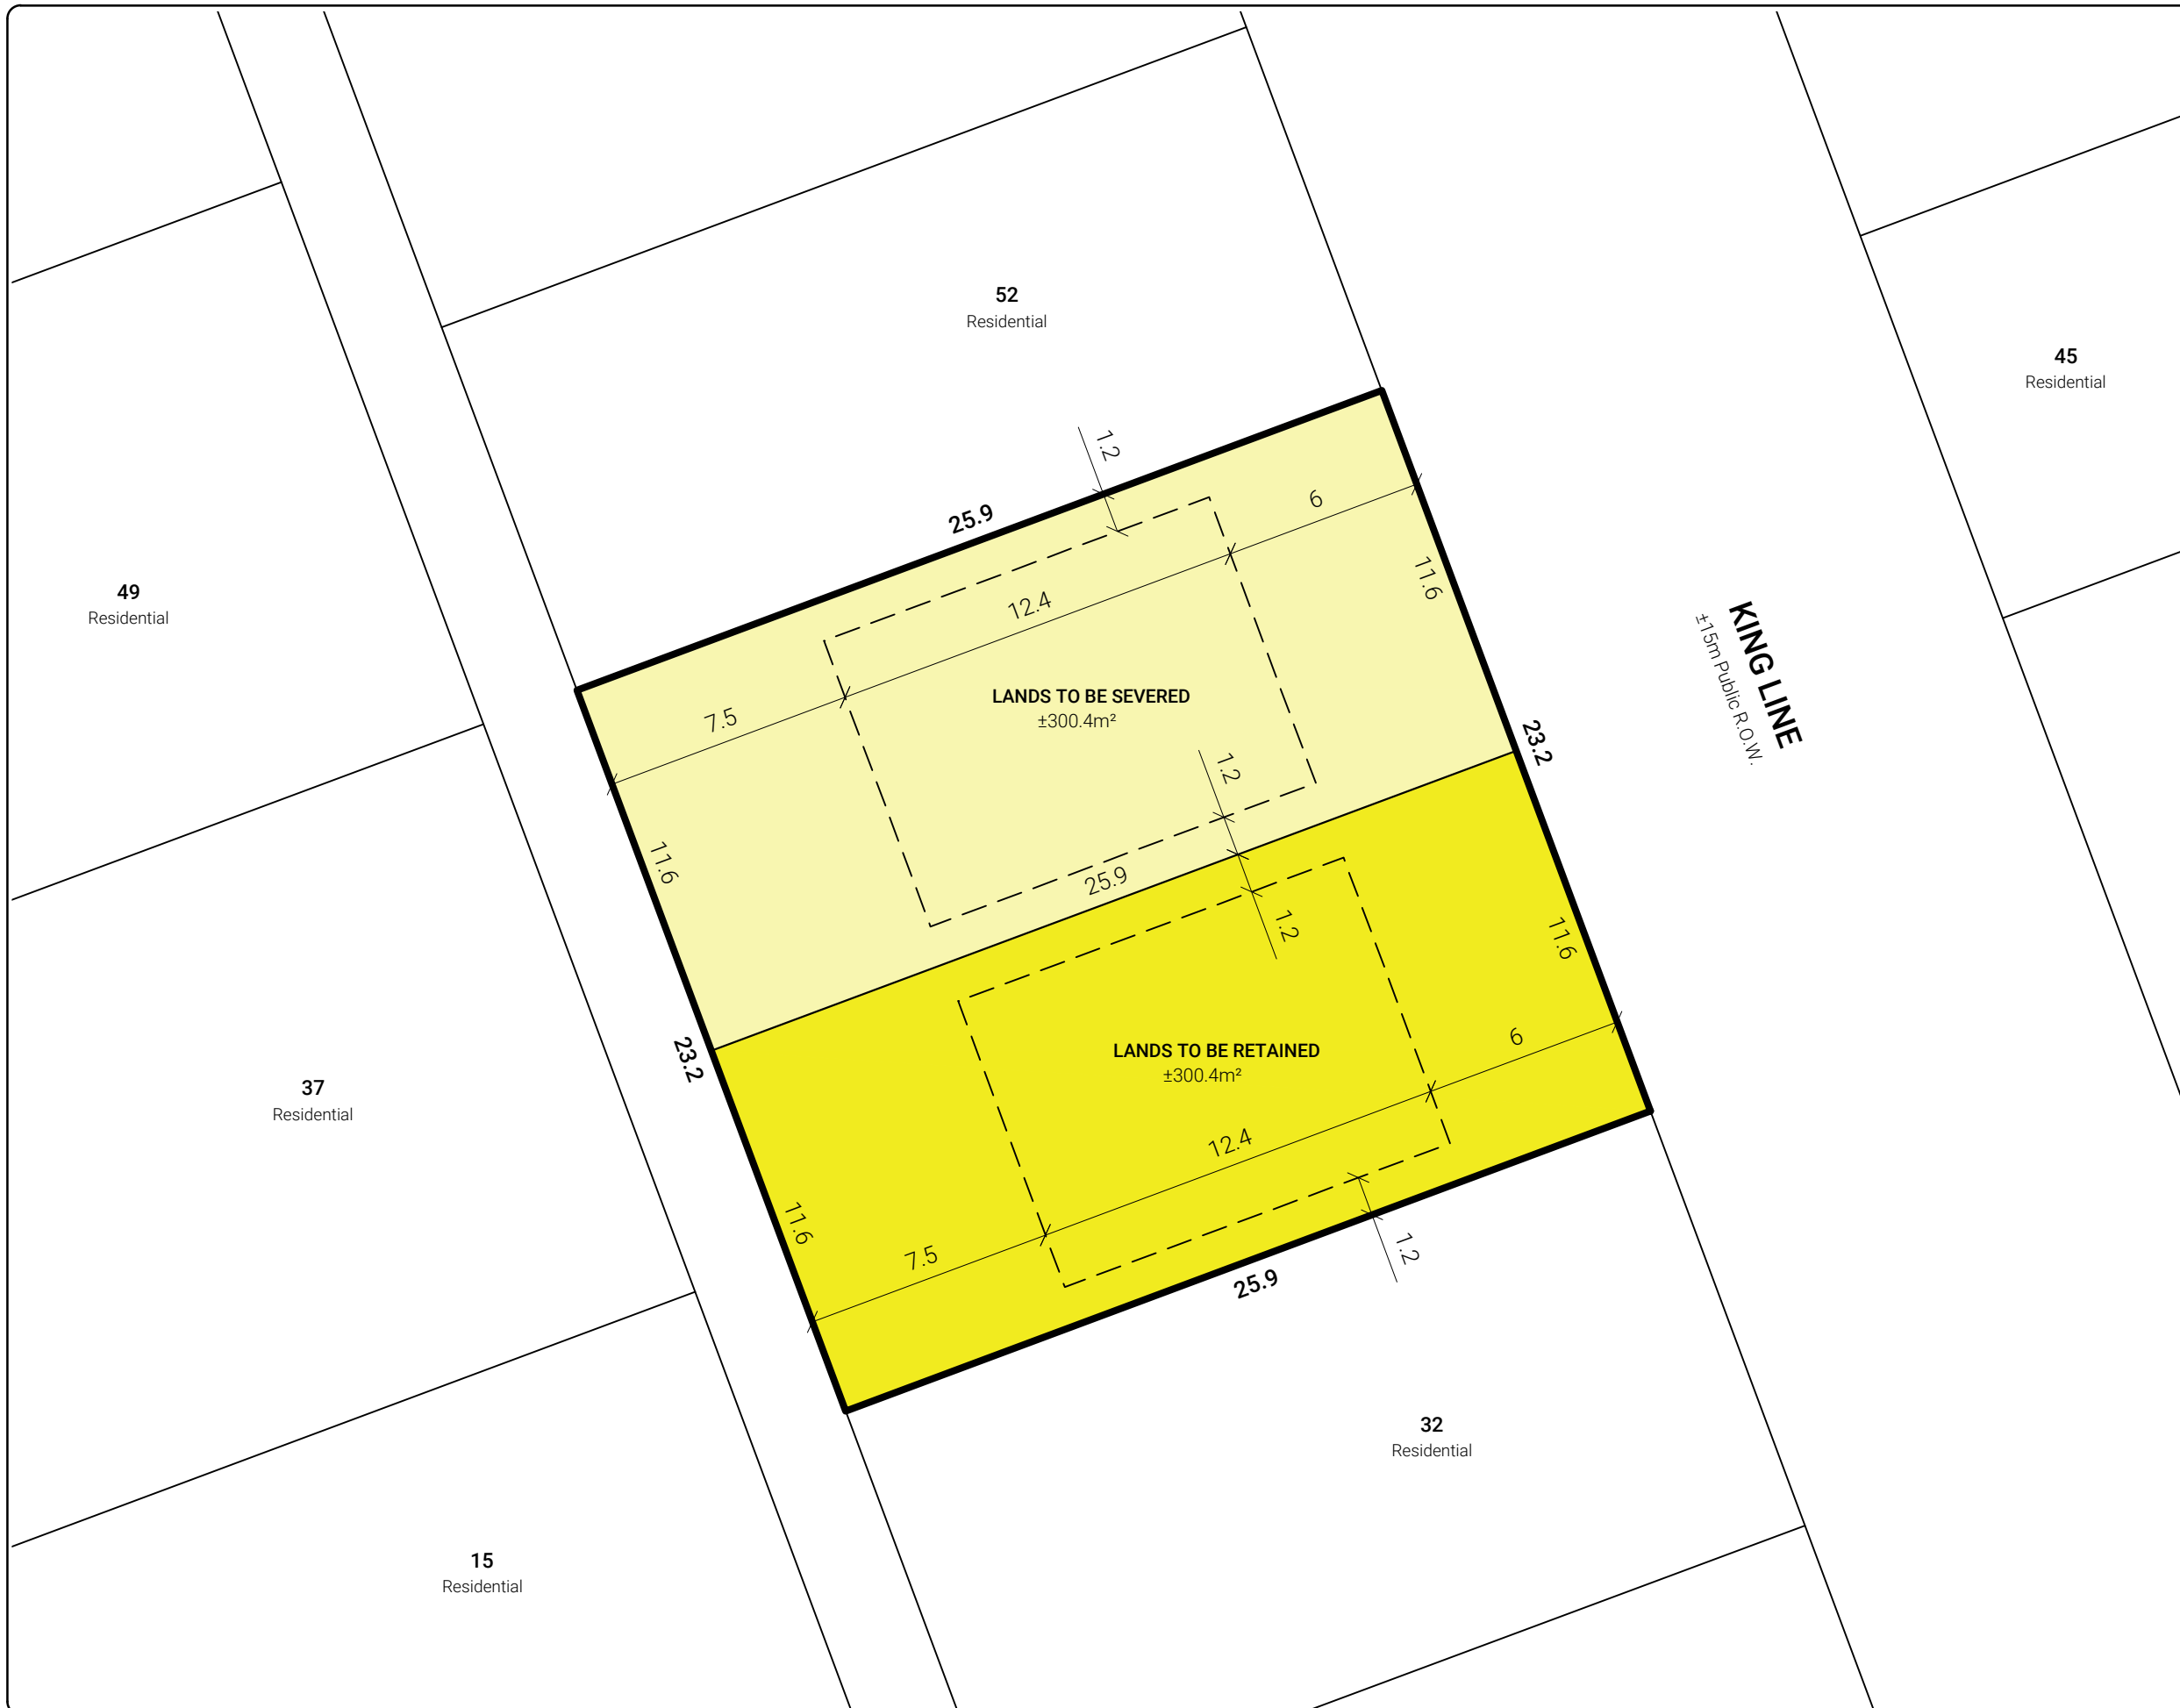 52
Residential
45
Residential
1.2
25.9
6
11.6
12.4
49
Residential
KING LINE
±15m Public R.O.W.
7.5
LANDS TO BE SEVERED
±300.4m²
23.2
1.2
11.6
25.9
1.2
11.6
23.2
LANDS TO BE RETAINED
±300.4m²
6
37
Residential
12.4
11.6
7.5
1.2
25.9
32
Residential
15
Residential